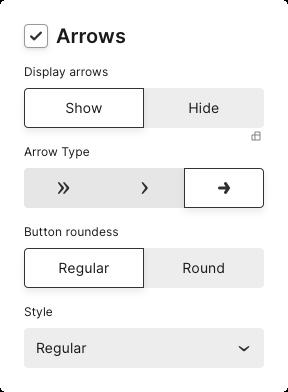 Arrows
Display arrows
Show Hide
Arrow Type
Button roundess
Regular Round
Style
Regular